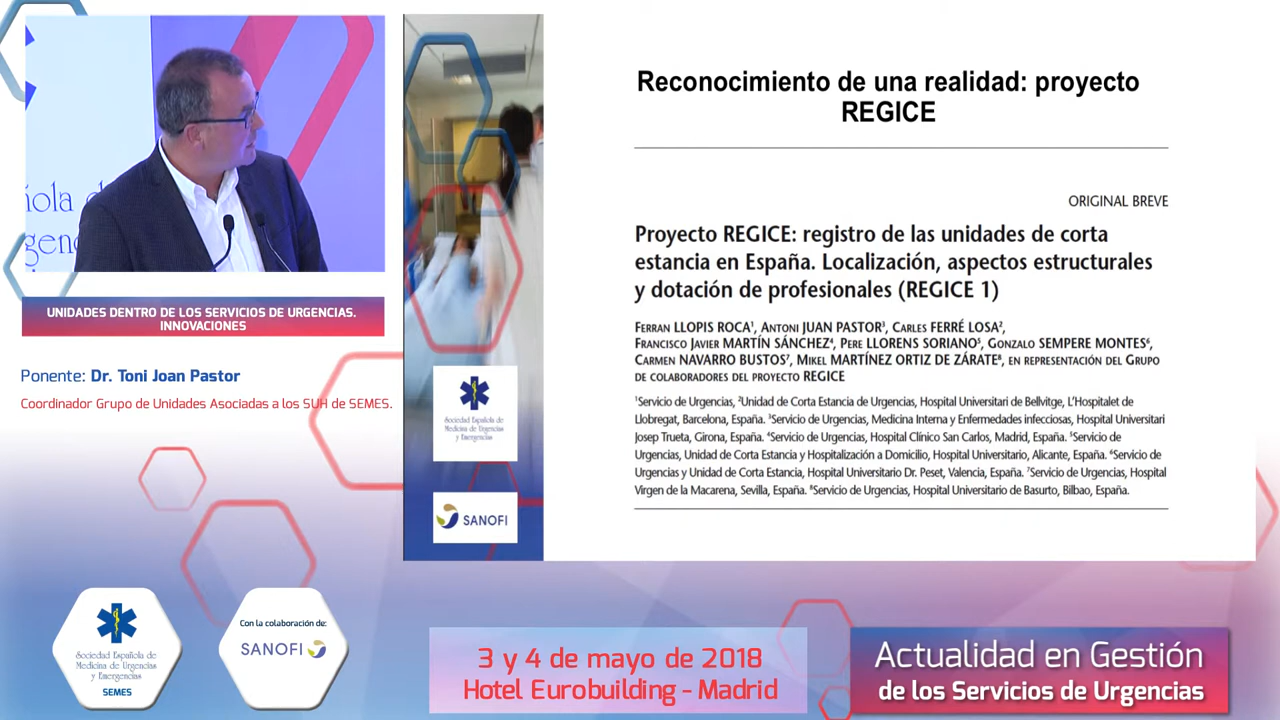 ñola d
gen
UNIDADES DENTRO DE LOS SERVICIOS DE URGENCIAS.
INNOVACIONES
Ponente: Dr. Toni Joan Pastor
Coordinador Grupo de Unidades Asociadas a los SUH de SEMES.
Sociedad Española de
Medicina de Urgencias
y Emergencias
SANOFI
Reconocimiento de una realidad: proyecto
REGICE
ORIGINAL BREVE
Proyecto REGICE: registro de las unidades de corta
estancia en España. Localización, aspectos estructurales
y dotación de profesionales (REGICE 1)
FERRAN LLOPIS ROCA¹, ANTONI JUAN PASTOR³, CARLES FERRÉ LOSA²,
FRANCISCO JAVIER MARTÍN SÁNCHEZ⁴, PERE LLORENS SORIANO⁵, GONZALO SEMPERE MONTES⁶,
CARMEN NAVARRO BUSTOS⁷, MIKEL MARTÍNEZ ORTIZ DE ZÁRATE⁸, EN REPRESENTACIÓN DEL GRUPO
DE COLABORADORES DEL PROYECTO REGICE
¹Servicio de Urgencias, ²Unidad de Corta Estancia de Urgencias, Hospital Universitari de Bellvitge, L'Hospitalet de
Llobregat, Barcelona, España. ³Servicio de Urgencias, Medicina Interna y Enfermedades infecciosas, Hospital Universitari
Josep Trueta, Girona, España. ⁴Servicio de Urgencias, Hospital Clínico San Carlos, Madrid, España. ⁵Servicio de
Urgencias, Unidad de Corta Estancia y Hospitalización a Domicilio, Hospital Universitario, Alicante, España. ⁶Servicio de
Urgencias y Unidad de Corta Estancia, Hospital Universitario Dr. Peset, Valencia, España. ⁷Servicio de Urgencias, Hospital
Virgen de la Macarena, Sevilla, España. ⁸Servicio de Urgencias, Hospital Universitario de Basurto, Bilbao, España.
Sociedad Española de
Medicina de Urgencias
y Emergencias
SEMES
Con la colaboración de:
SANOFI
3 y 4 de mayo de 2018
Hotel Eurobuilding - Madrid
Actualidad en Gestión
de los Servicios de Urgencias